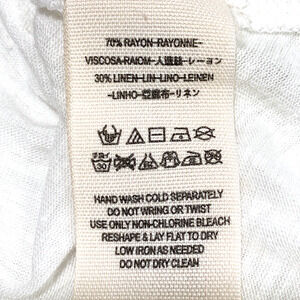 70% RAYON-RAYONNE-
VISCOSA-RAIOM-人造絲-レーヨン
30% LINEN-LIN-LINO-LEINEN
-LINHO-亞麻布-リネン
30
HAND WASH COLD SEPARATELY
DO NOT WRING OR TWIST
USE ONLY NON-CHLORINE BLEACH
RESHAPE & LAY FLAT TO DRY
LOW IRON AS NEEDED
DO NOT DRY CLEAN